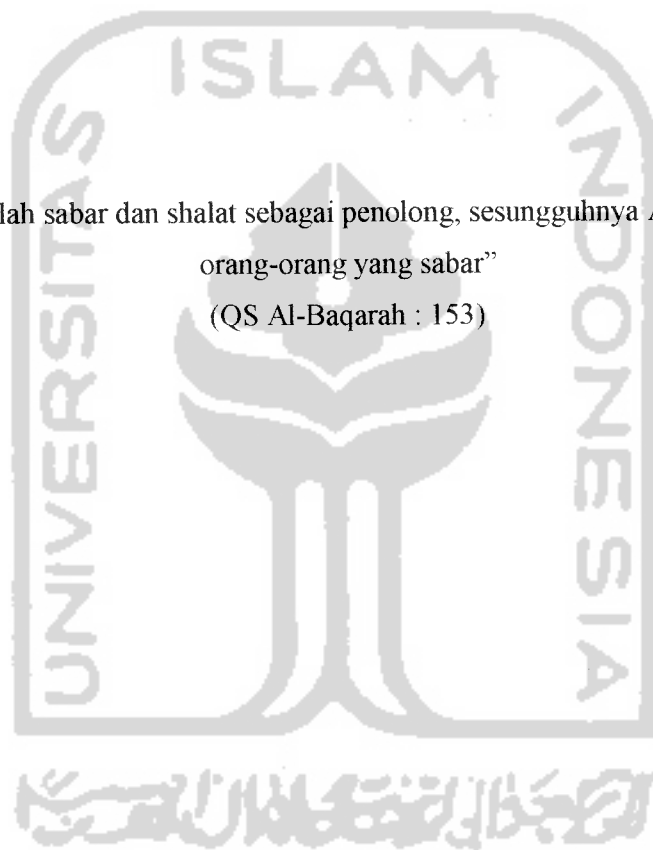 UNIVERSITAS ISLAM INDONESIA
lah sabar dan shalat sebagai penolong, sesungguhnya A
orang-orang yang sabar”
(QS Al-Baqarah : 153)